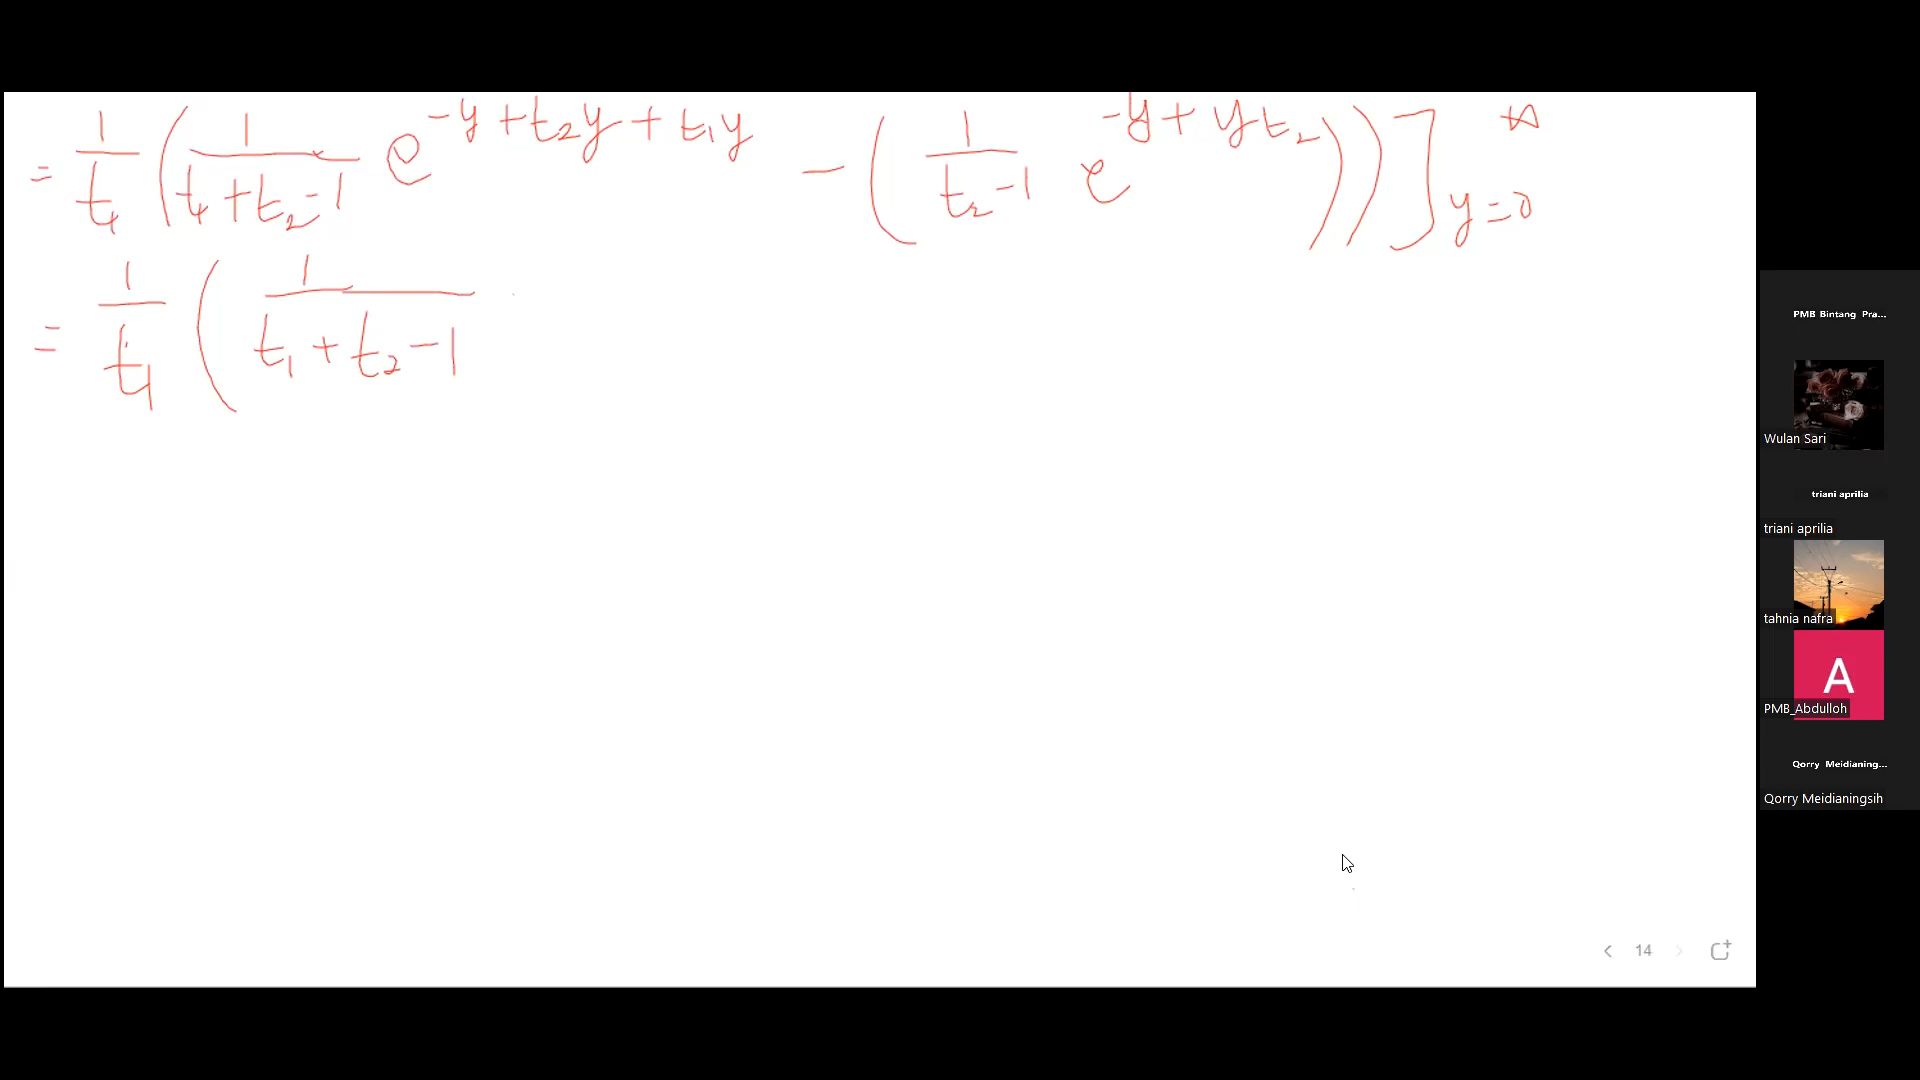 = 1/t₁ ( 1/(t₁+t₂-1) e^(-y+t₂y+t₁y) - ( 1/(t₂-1) e^(-y+yt₂) ) ) ]_(y=0)^∞
= 1/t₁ ( 1/(t₁+t₂-1)
PMB Bintang Pra...
Wulan Sari
triani aprilia
triani aprilia
tahnia nafra
A
PMB_Abdulloh
Qorry Meidianing...
Qorry Meidianingsih
< 14 >